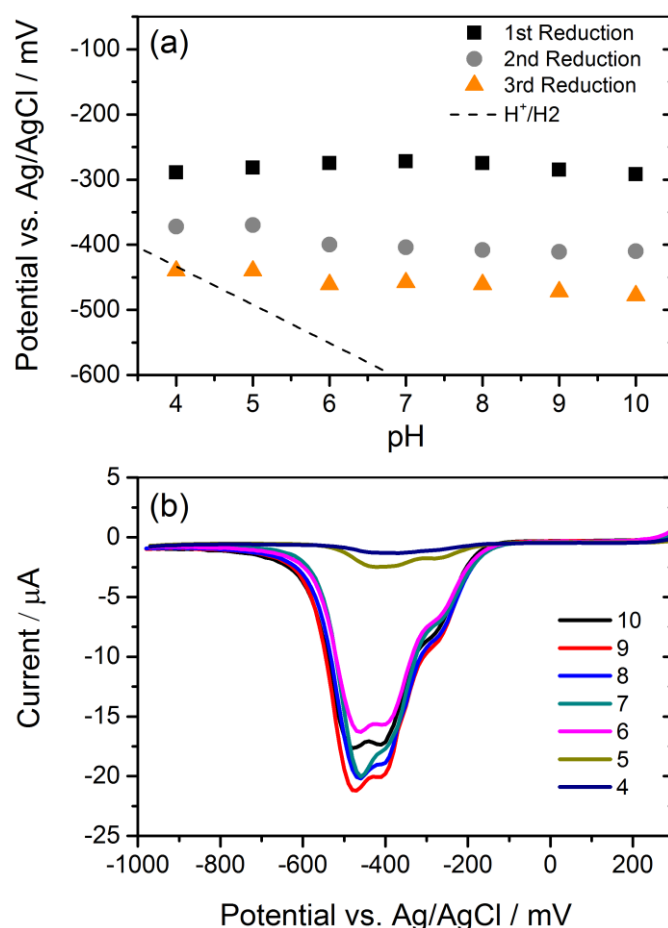 (a)
1st Reduction
2nd Reduction
3rd Reduction
H⁺/H2
Potential vs. Ag/AgCl / mV
-100
-200
-300
-400
-500
-600
4 5 6 7 8 9 10
pH
(b)
Current / μA
5
0
-5
-10
-15
-20
-25
10
9
8
7
6
5
4
-1000 -800 -600 -400 -200 0 200
Potential vs. Ag/AgCl / mV